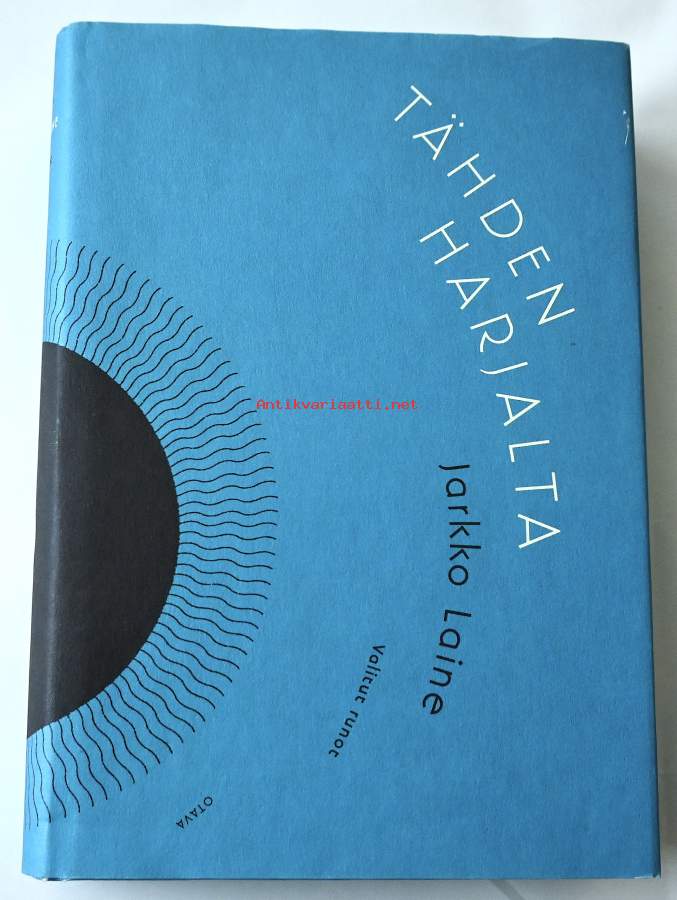 TÄHDEN
HARJALTA
Jarkko Laine
Valitut runot
OTAVA
Antikvariaatti.net